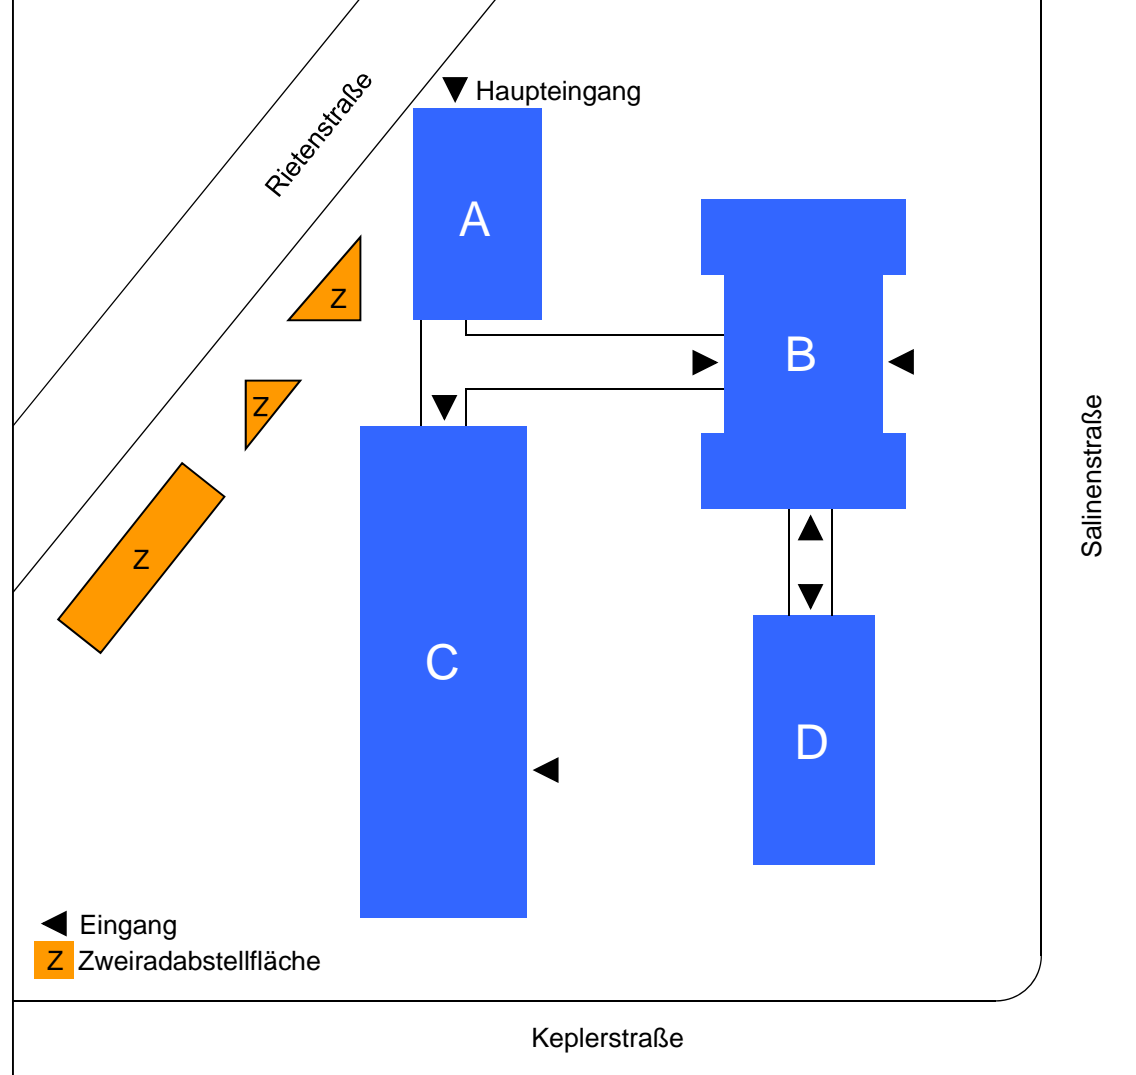 Haupteingang
Rietenstraße
A
B
Z
Z
Z
Salinenstraße
C
D
Eingang
Z Zweiradabstellfläche
Keplerstraße